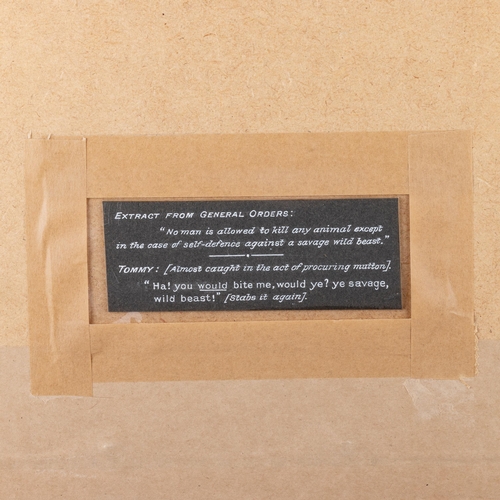 EXTRACT FROM GENERAL ORDERS:
"No man is allowed to kill any animal except
in the case of self-defence against a savage wild beast."
TOMMY: [Almost caught in the act of procuring mutton].
"Ha! you would bite me, would ye? ye savage,
wild beast!" [Stabs it again].